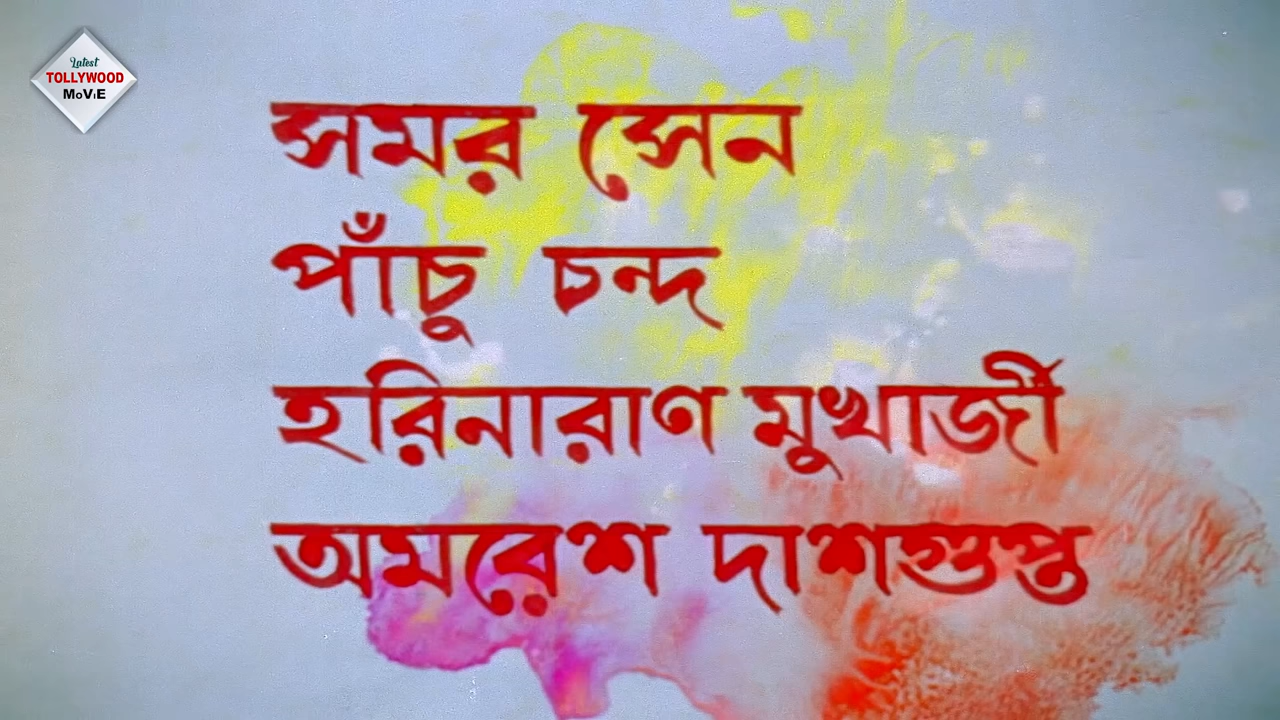 Latest
TOLLYWOOD
MoViE
সমর সেন
পাঁচু চন্দ
হরিনারাণ মুখার্জী
অমরেশ দাশগুপ্ত